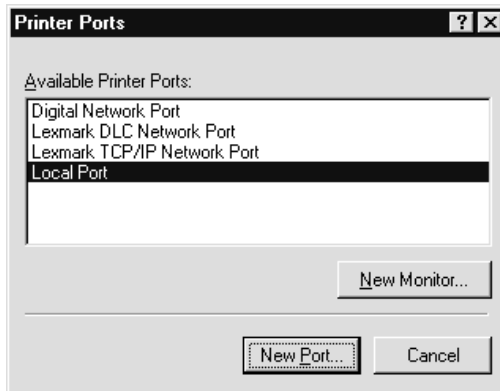 Printer Ports
Available Printer Ports:
Digital Network Port
Lexmark DLC Network Port
Lexmark TCP/IP Network Port
Local Port
New Monitor...
New Port...
Cancel